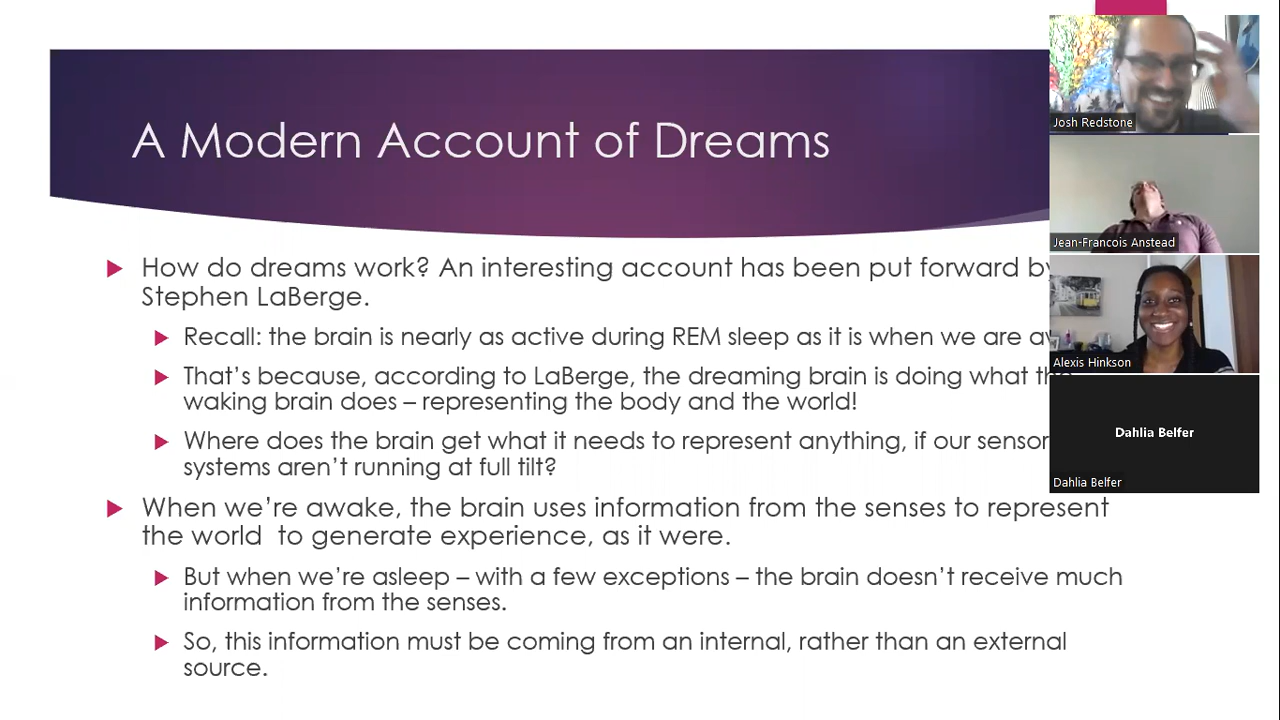 A Modern Account of Dreams
How do dreams work? An interesting account has been put forward by
Stephen LaBerge.
Recall: the brain is nearly as active during REM sleep as it is when we are
That's because, according to LaBerge, the dreaming brain is doing what the
waking brain does – representing the body and the world!
Where does the brain get what it needs to represent anything, if our
systems aren't running at full tilt?
When we're awake, the brain uses information from the senses to represent
the world to generate experience, as it were.
But when we're asleep – with a few exceptions – the brain doesn't receive much
information from the senses.
So, this information must be coming from an internal, rather than an external
source.
Josh Redstone
Jean-Francois Anstead
Alexis Hinkson
Dahlia Belfer
Dahlia Belfer